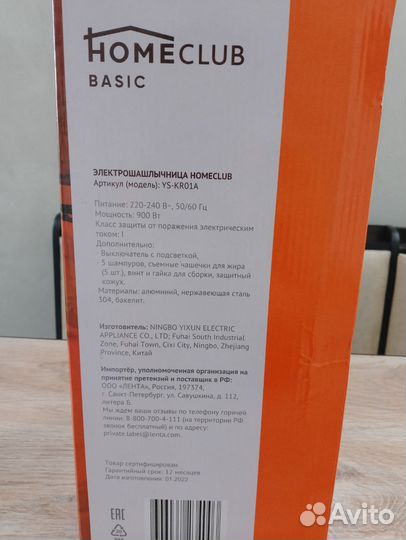 HOMECLUB
BASIC
ЭЛЕКТРОШАШЛЫЧНИЦА HOMECLUB
Артикул (модель): YS-KR01A
Питание: 220-240 В~, 50/60 Гц
Мощность: 900 Вт
Класс защиты от поражения электрическим
током: I
Дополнительно:
- Выключатель с подсветкой,
- 5 шампуров, съемные чашечки для жира
(5 шт.), винт и гайка для сборки, защитный
кожух.
Материалы: алюминий, нержавеющая сталь
304, бакелит.
Изготовитель: NINGBO YIXUN ELECTRIC
APPLIANCE CO., LTD; Fuhai South Industrial
Zone, Fuhai Town, Cixi City, Ningbo, Zhejiang
Province, Китай
Импортёр, уполномоченная организация на
принятие претензий и поставщик в РФ:
ООО «ЛЕНТА», Россия, 197374,
г. Санкт-Петербург, ул. Савушкина, д. 112,
литера Б.
Мы ждем ваши отзывы по телефону горячей
линии: 8-800-700-4-111 (на территории РФ
звонок бесплатный) и по адресу:
private.label@lenta.com.
Товар сертифицирован.
Гарантийный срок: 12 месяцев
Дата изготовления: 01.2022
EAC
20
PAP
Avito